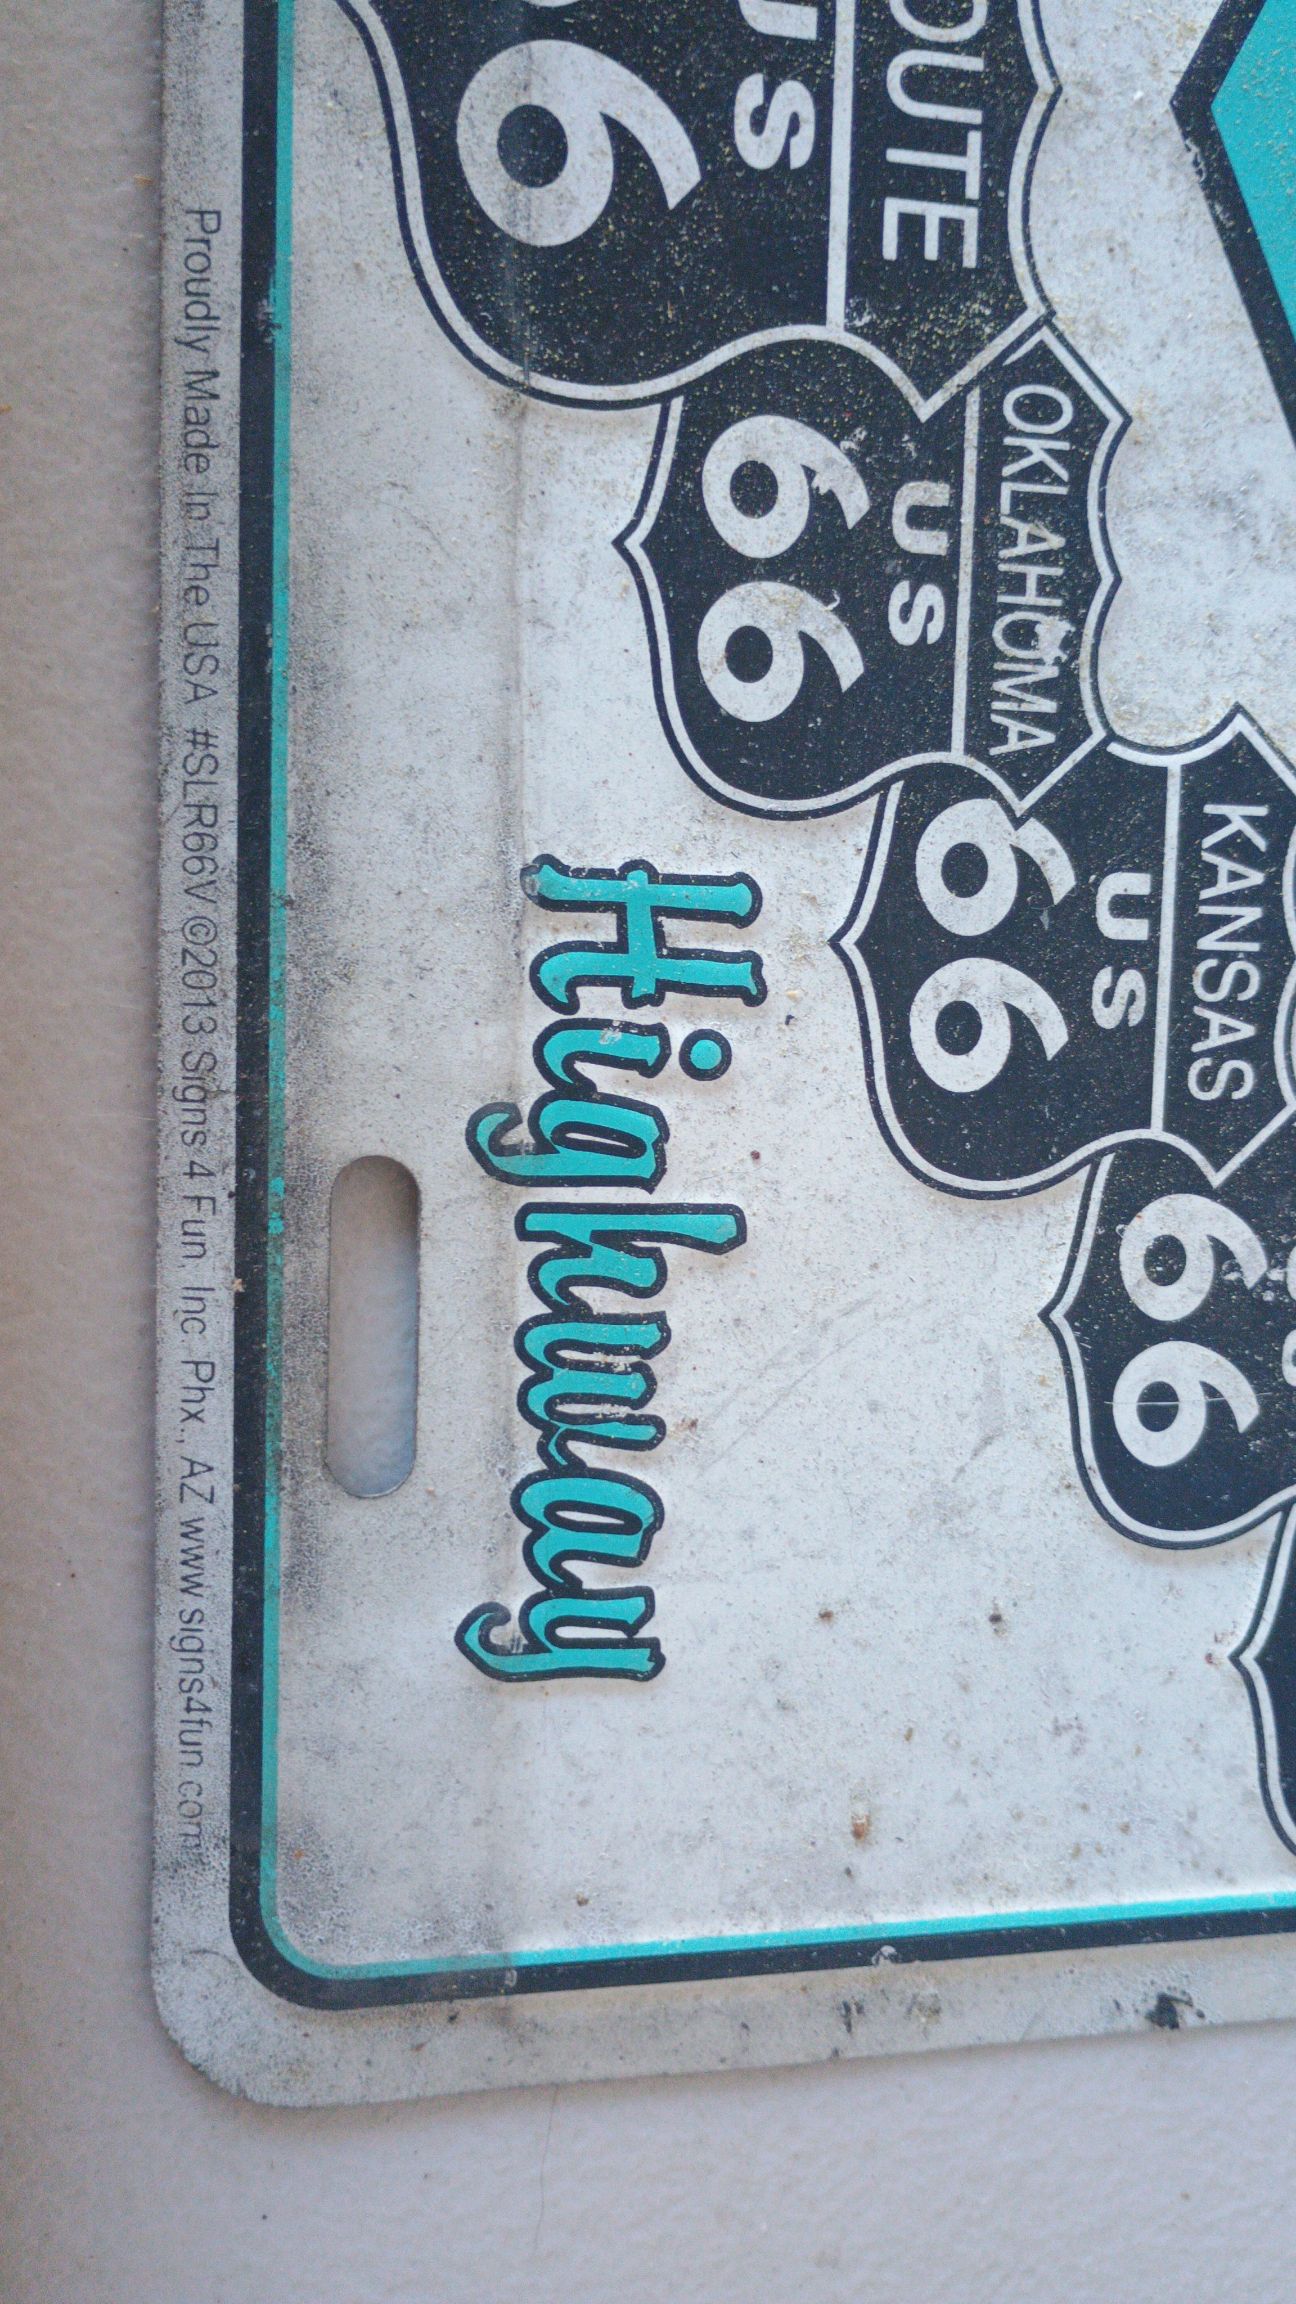 KANSAS
US
66
OKLAHOMA
US
66
66
OUTE
US
66
Highway
Proudly Made In The USA #SLR66V ©2013 Signs 4 Fun, Inc. Phx., AZ www.signs4fun.com